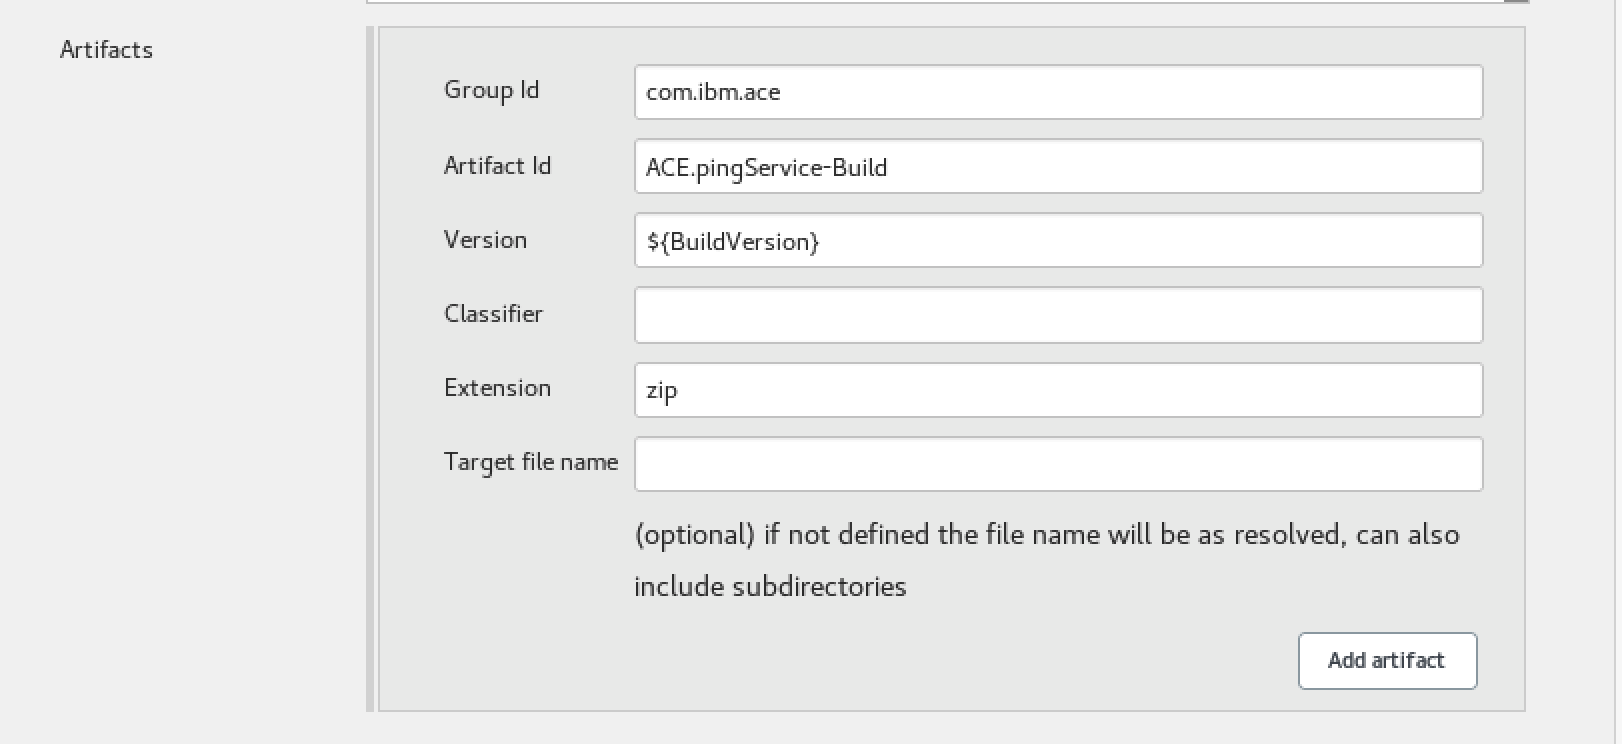 Artifacts
Group Id
com.ibm.ace
Artifact Id
ACE.pingService-Build
Version
${BuildVersion}
Classifier
Extension
zip
Target file name
(optional) if not defined the file name will be as resolved, can also
include subdirectories
Add artifact